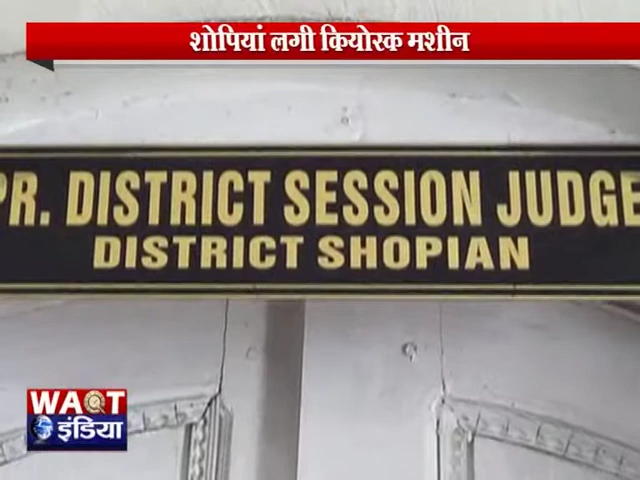 शोपियां लगी कियोस्क मशीन
PR. DISTRICT SESSION JUDGE
DISTRICT SHOPIAN
WAQT
इंडिया